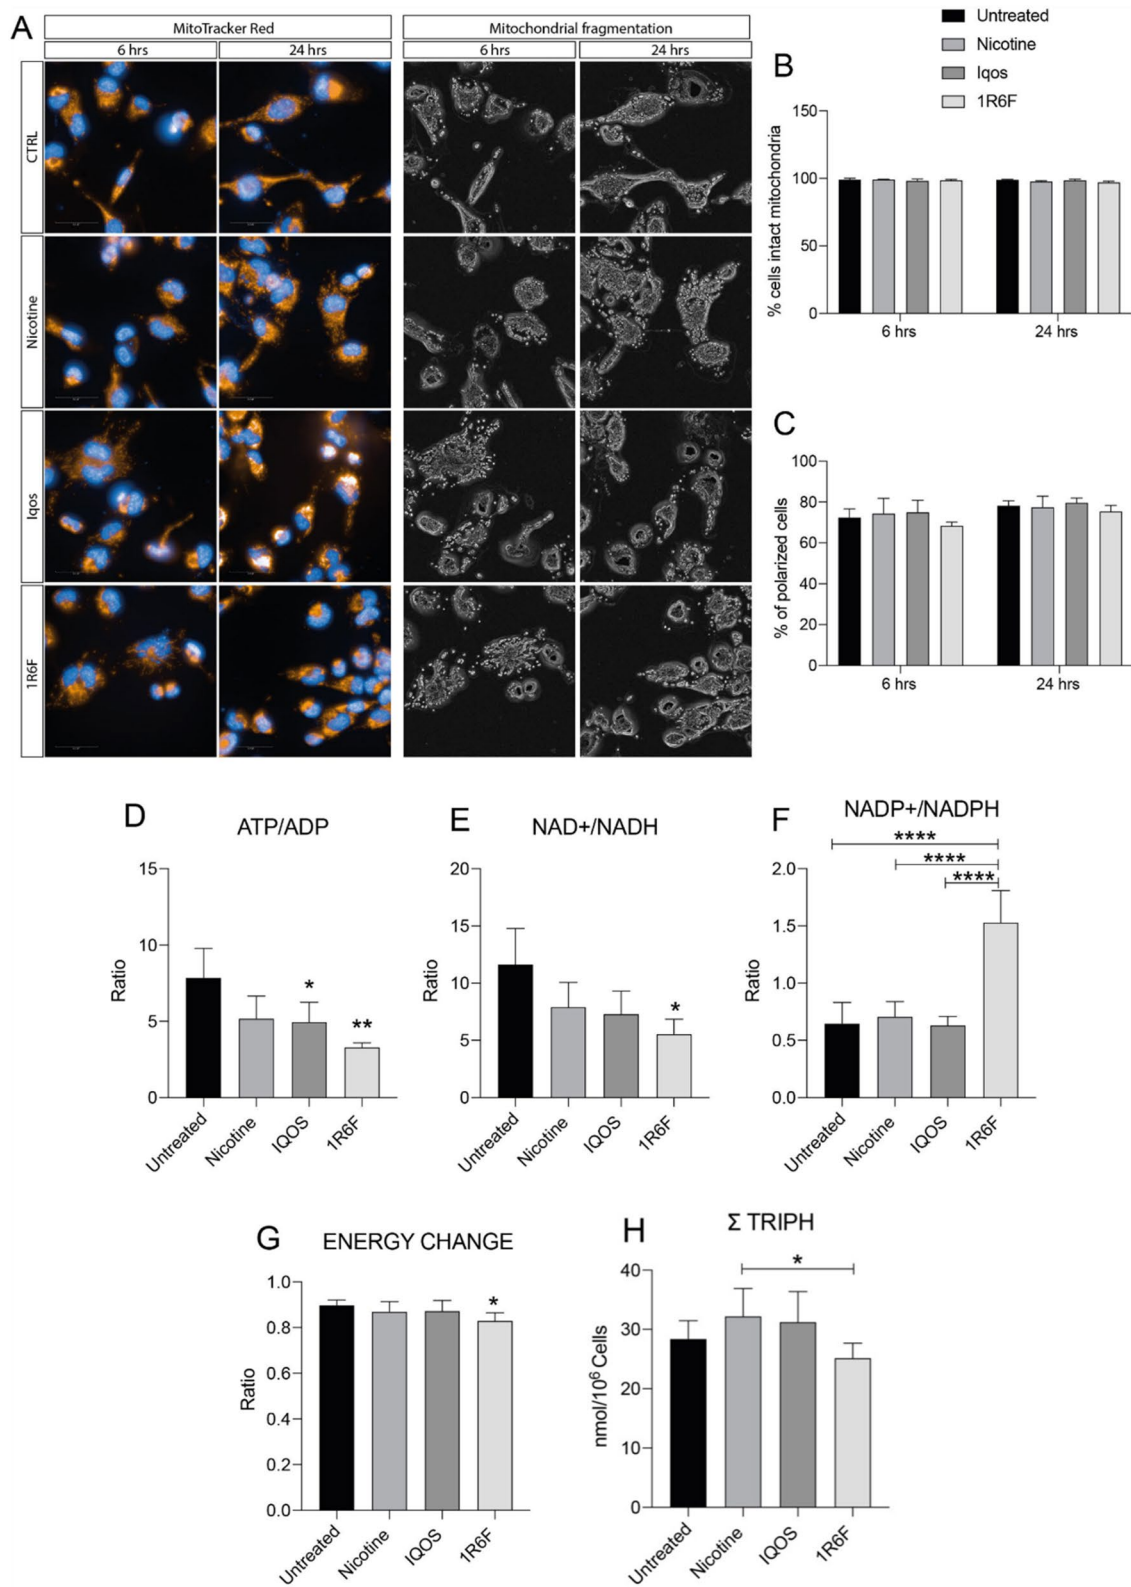 A
MitoTracker Red
Mitochondrial fragmentation
6 hrs
24 hrs
6 hrs
24 hrs
CTRL
Nicotine
Iqos
1R6F
Untreated
Nicotine
Iqos
1R6F
B
% cells intact mitochondria
150
100
50
0
6 hrs
24 hrs
C
% of polarized cells
100
80
60
40
20
0
6 hrs
24 hrs
D
ATP/ADP
Ratio
15
10
5
0
**
*
Untreated
Nicotine
IQOS
1R6F
E
NAD+/NADH
Ratio
20
15
10
5
0
*
Untreated
Nicotine
IQOS
1R6F
F
NADP+/NADPH
****
****
****
Ratio
2.0
1.5
1.0
0.5
0.0
Untreated
Nicotine
IQOS
1R6F
G
ENERGY CHANGE
Ratio
1.0
0.8
0.6
0.4
0.2
0.0
*
Untreated
Nicotine
IQOS
1R6F
H
Σ TRIPH
*
nmol/10⁶ Cells
40
30
20
10
0
Untreated
Nicotine
IQOS
1R6F